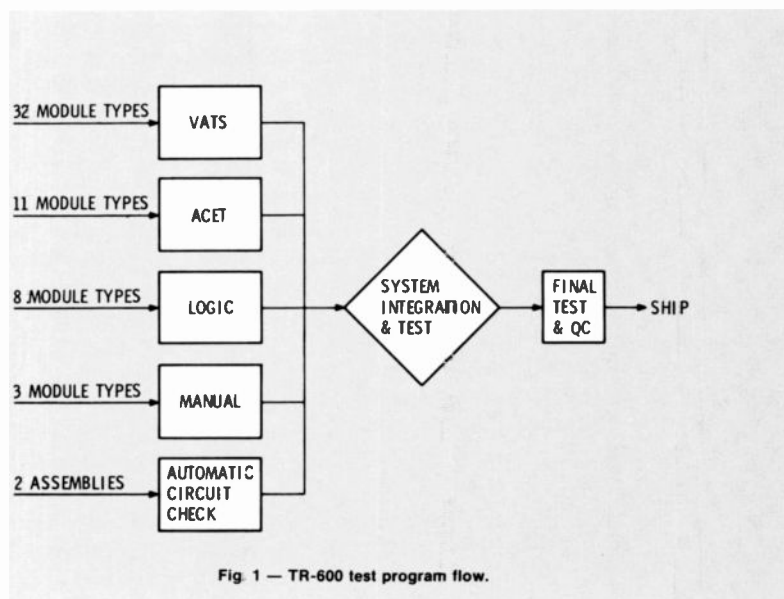 32 MODULE TYPES
VATS
11 MODULE TYPES
ACET
8 MODULE TYPES
LOGIC
3 MODULE TYPES
MANUAL
2 ASSEMBLIES
AUTOMATIC
CIRCUIT
CHECK
SYSTEM
INTEGRATION
& TEST
FINAL
TEST
& QC
SHIP
Fig. 1 — TR-600 test program flow.